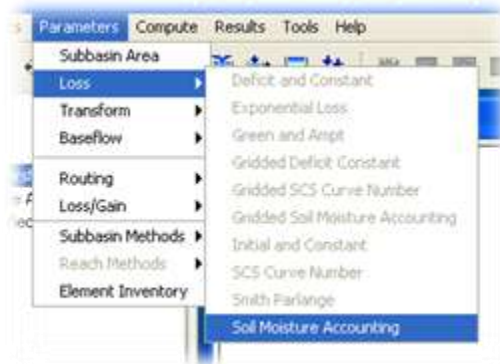 Parameters Compute Results Tools Help
Subbasin Area
Loss
Transform
Baseflow
Routing
Loss/Gain
Subbasin Methods
Reach Methods
Element Inventory
Deficit and Constant
Exponential Loss
Green and Ampt
Gridded Deficit Constant
Gridded SCS Curve Number
Gridded Soil Moisture Accounting
Initial and Constant
SCS Curve Number
Smith Parlange
Soil Moisture Accounting